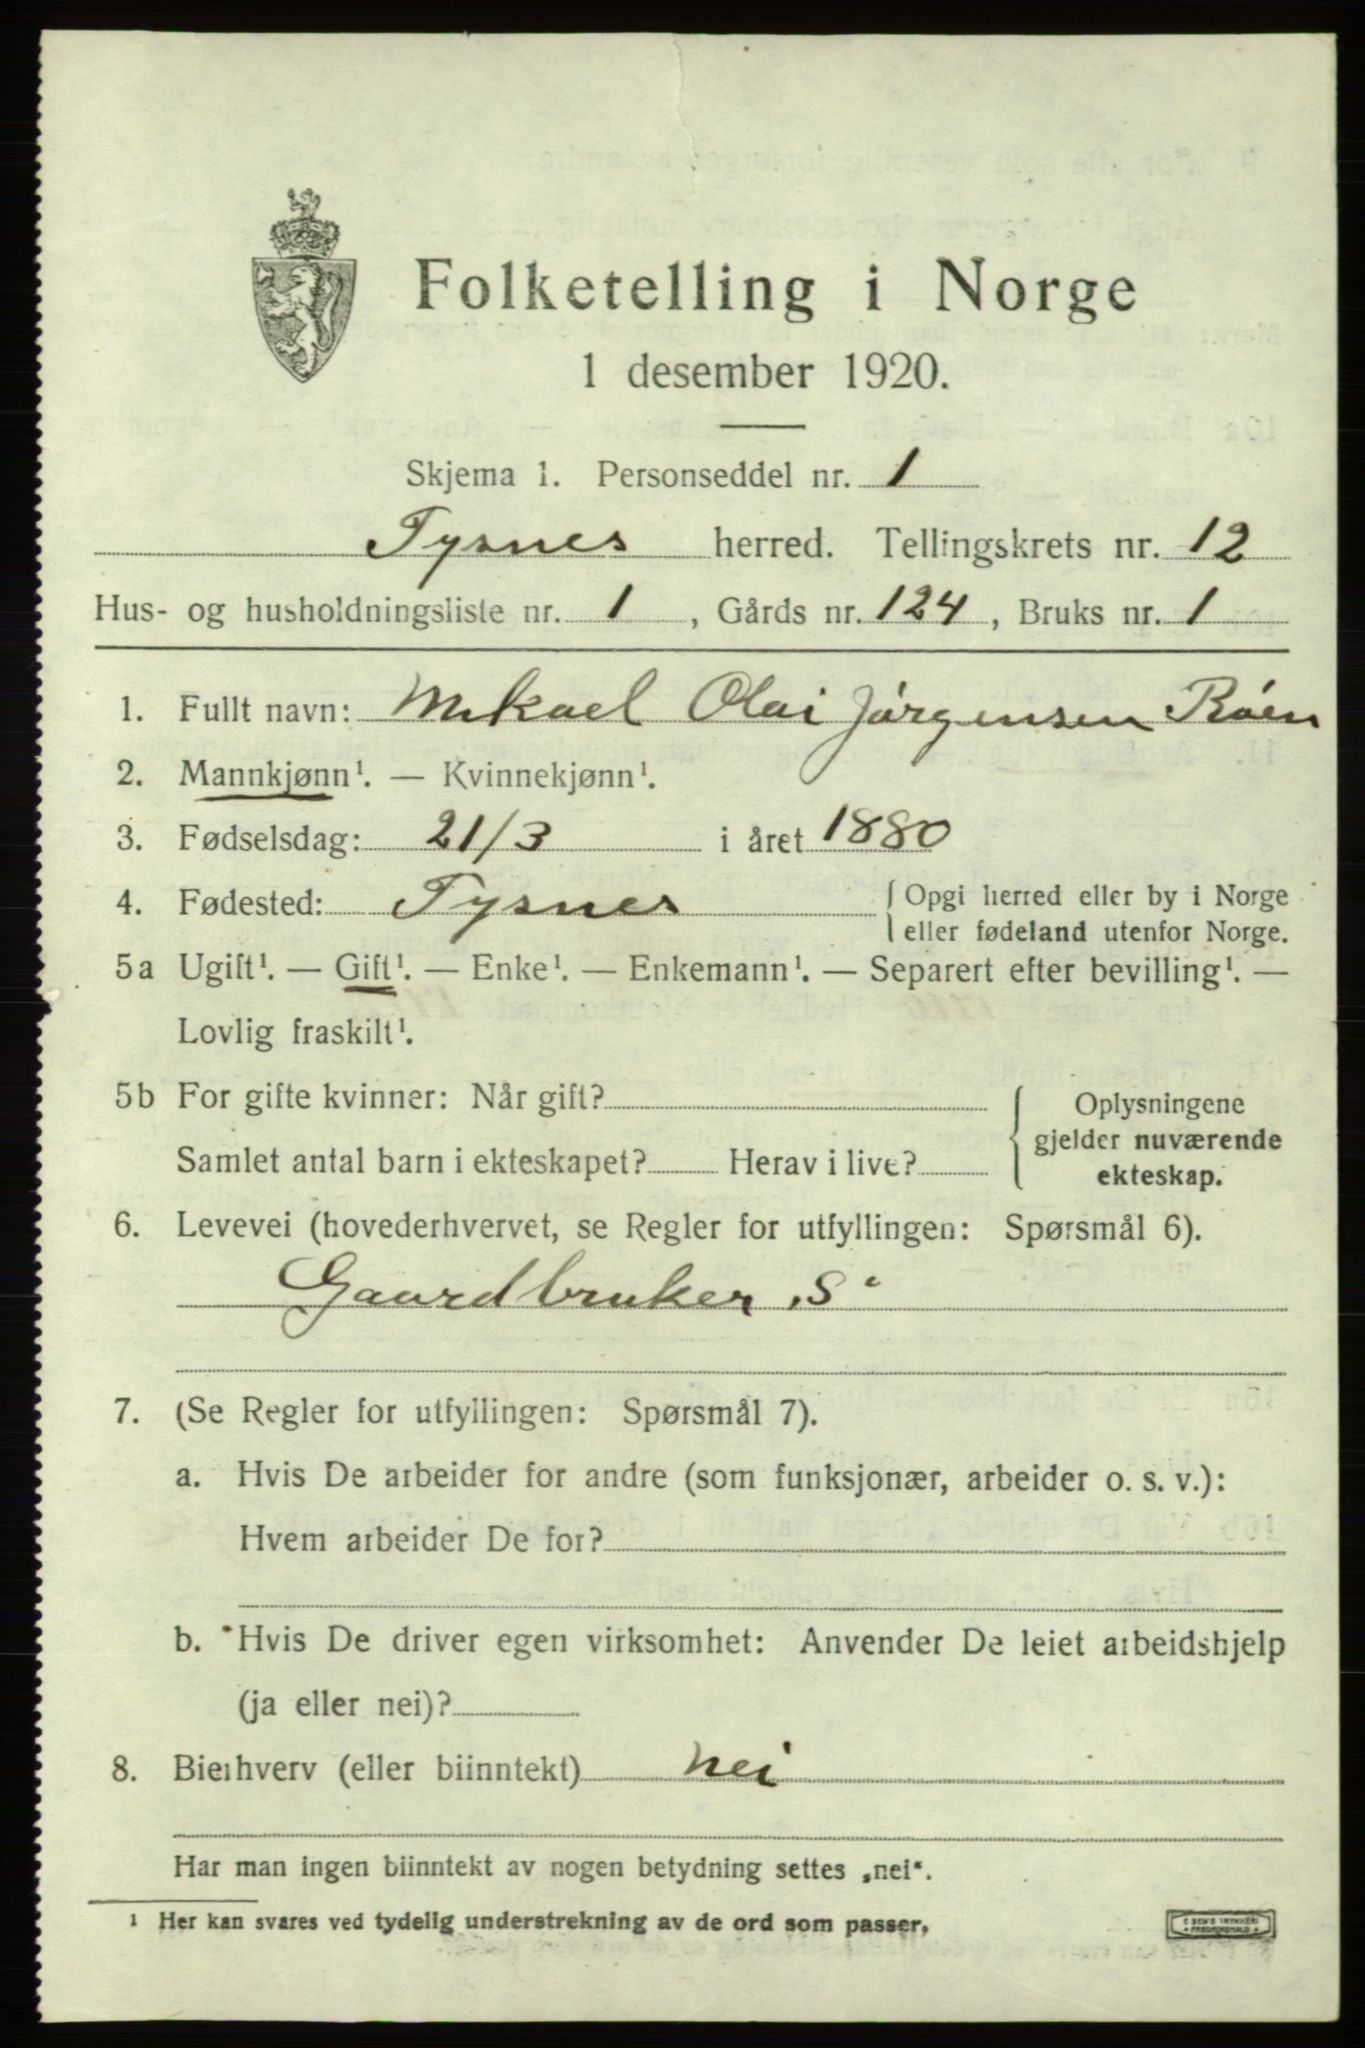 Folketelling i Norge
1 desember 1920.
Skjema 1. Personseddel nr. 1
Tysnes herred. Tellingskrets nr. 12
Hus- og husholdningsliste nr. 1, Gårds nr. 124, Bruks nr. 1
1. Fullt navn: Mikael Olai Jörgensen Róen
2. Mannkjønn¹. — Kvinnekjønn¹.
3. Fødselsdag: 21/3 i året 1880
4. Fødested: Tysnes { Opgi herred eller by i Norge
eller fødeland utenfor Norge.
5a Ugift¹. — Gift¹. — Enke¹. — Enkemann¹. — Separert efter bevilling¹. —
Lovlig fraskilt¹.
5b For gifte kvinner: Når gift?
Samlet antal barn i ekteskapet? Herav i live?
{ Oplysningene
gjelder nuværende
ekteskap.
6. Levevei (hovederhvervet, se Regler for utfyllingen: Spørsmål 6).
Gaardbruker „S“
7. (Se Regler for utfyllingen: Spørsmål 7).
a. Hvis De arbeider for andre (som funksjonær, arbeider o. s. v.):
Hvem arbeider De for?
b. Hvis De driver egen virksomhet: Anvender De leiet arbeidshjelp
(ja eller nei)?
8. Bierhverv (eller biinntekt) nei
Har man ingen biinntekt av nogen betydning settes „nei“.
¹ Her kan svares ved tydelig understrekning av de ord som passer.
E SEM'S TRYKKERI
FREDRIKSHALD